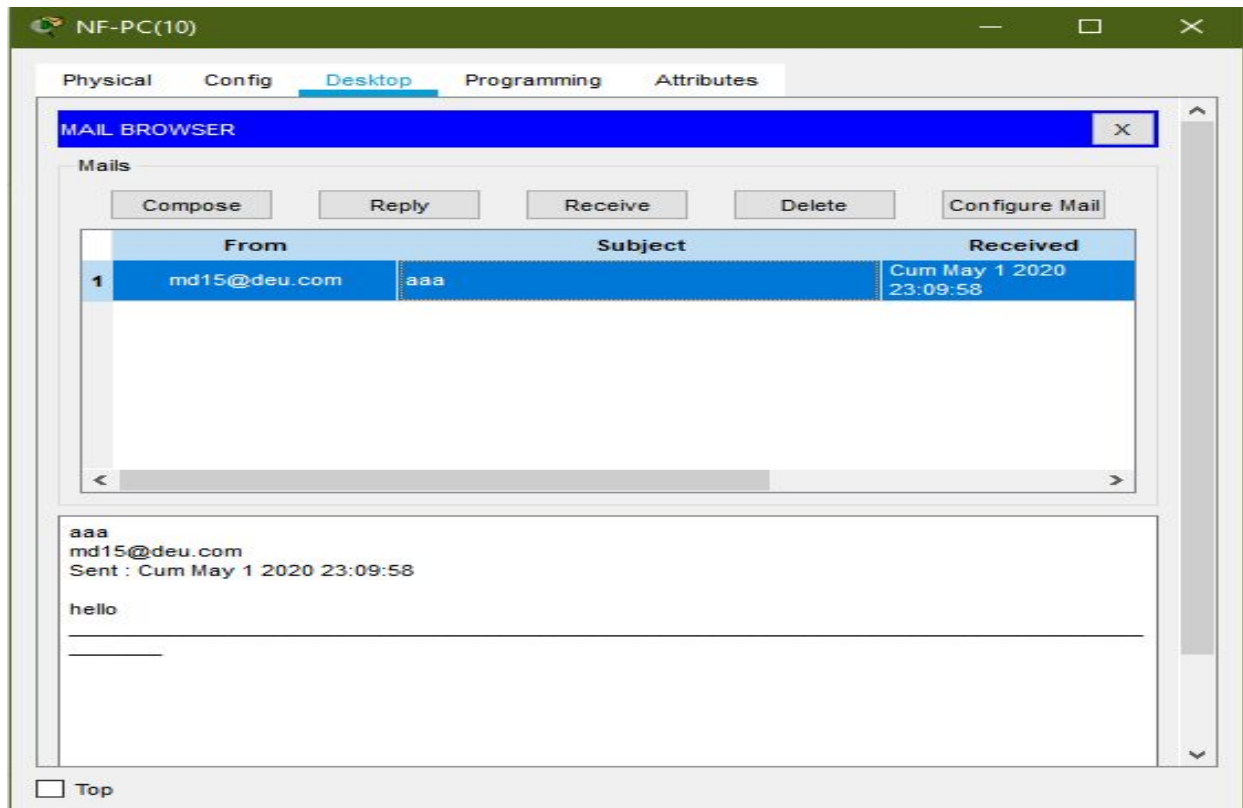 NF-PC(10)
Physical Config Desktop Programming Attributes
MAIL BROWSER X
Mails
Compose Reply Receive Delete Configure Mail
From Subject Received
1 md15@deu.com aaa Cum May 1 2020
23:09:58
aaa
md15@deu.com
Sent : Cum May 1 2020 23:09:58
hello
Top